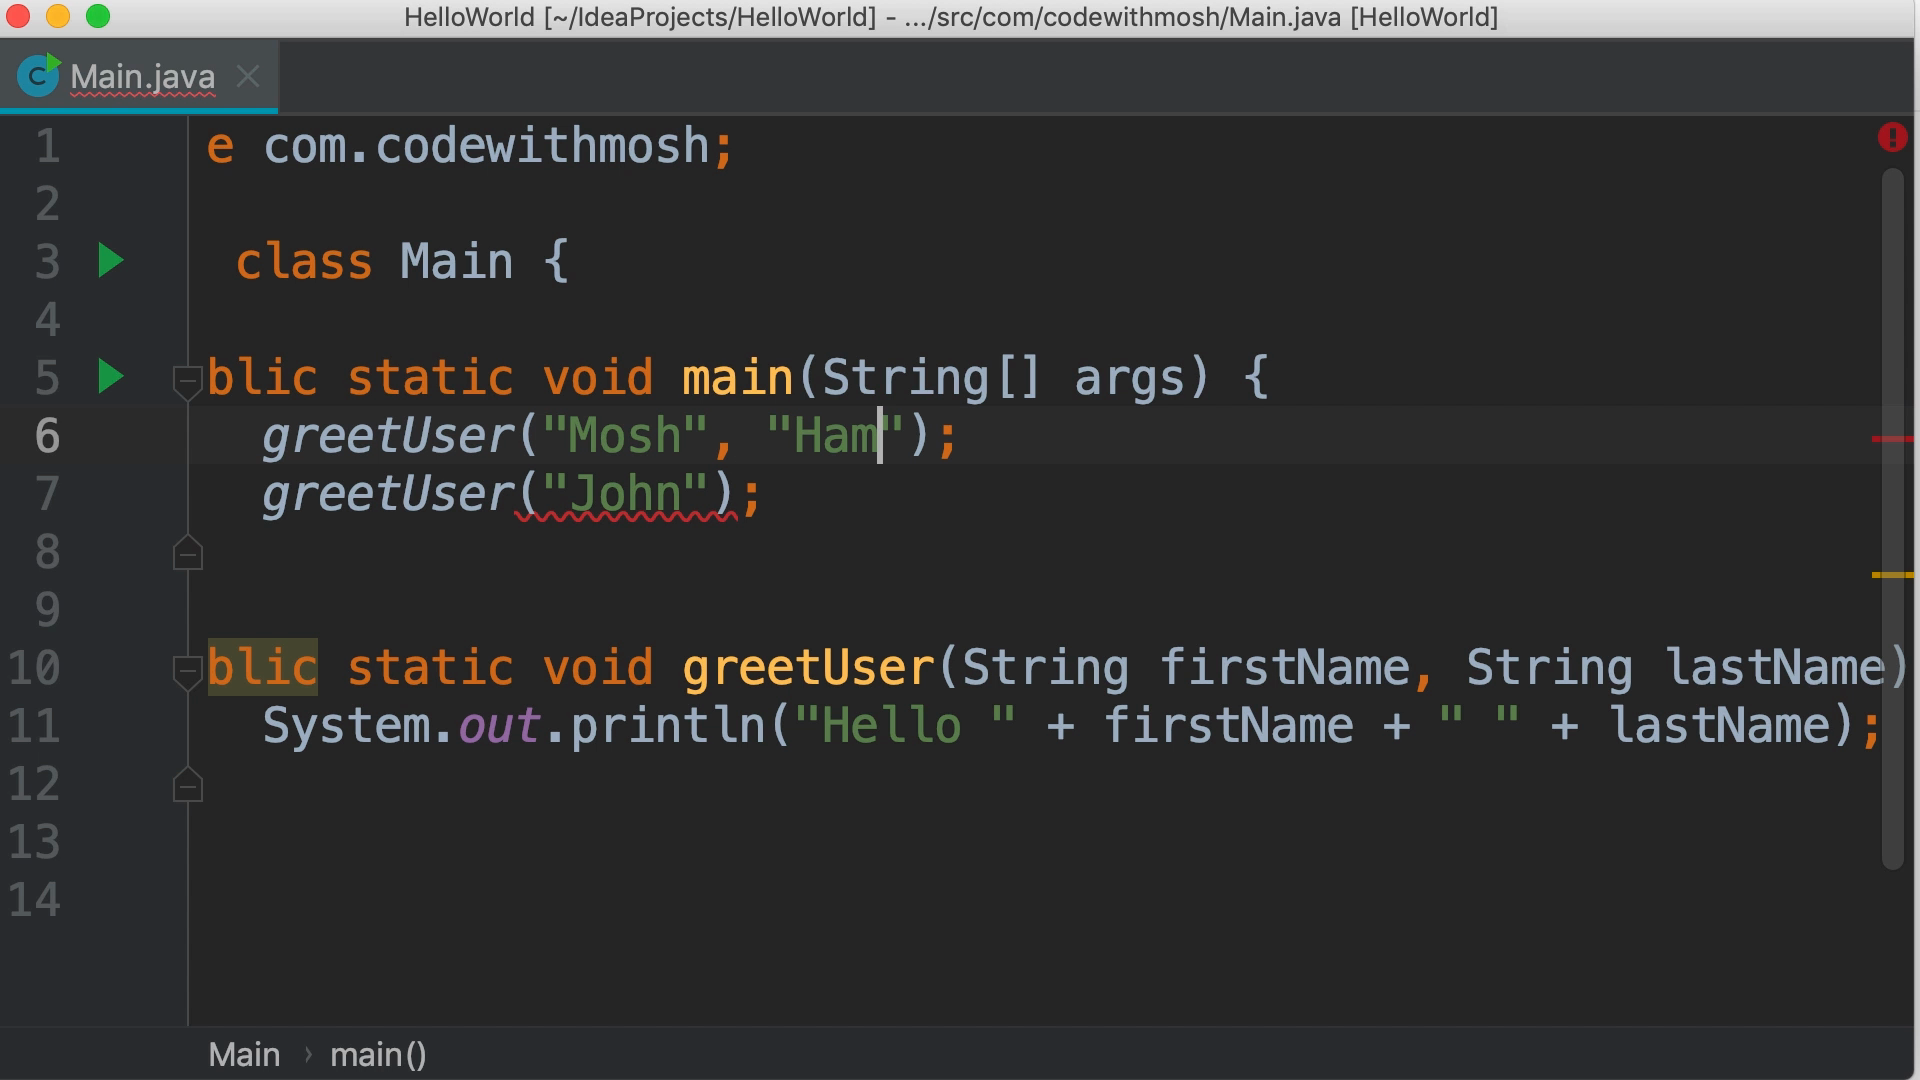 HelloWorld [~/IdeaProjects/HelloWorld] - .../src/com/codewithmosh/Main.java [HelloWorld]
Main.java
1 e com.codewithmosh;
2
3 class Main {
4
5 blic static void main(String[] args) {
6 greetUser("Mosh", "Ham");
7 greetUser("John");
8
9
10 blic static void greetUser(String firstName, String lastName)
11 System.out.println("Hello " + firstName + " " + lastName);
12
13
14
Main › main()